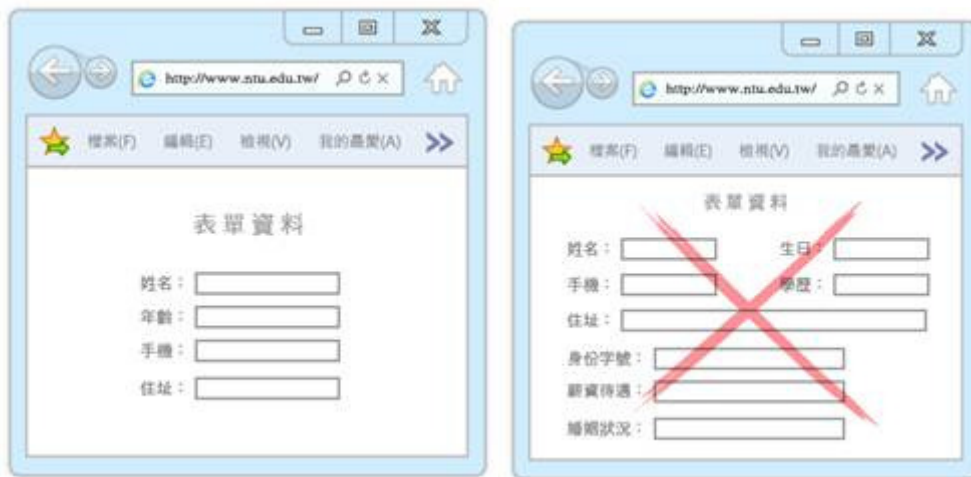 http://www.ntu.edu.tw/
檔案(F) 編輯(E) 檢視(V) 我的最愛(A)
表單資料
姓名：
年齡：
手機：
住址：
http://www.ntu.edu.tw/
檔案(F) 編輯(E) 檢視(V) 我的最愛(A)
表單資料
姓名： 生日：
手機： 學歷：
住址：
身份字號：
薪資待遇：
婚姻狀況：